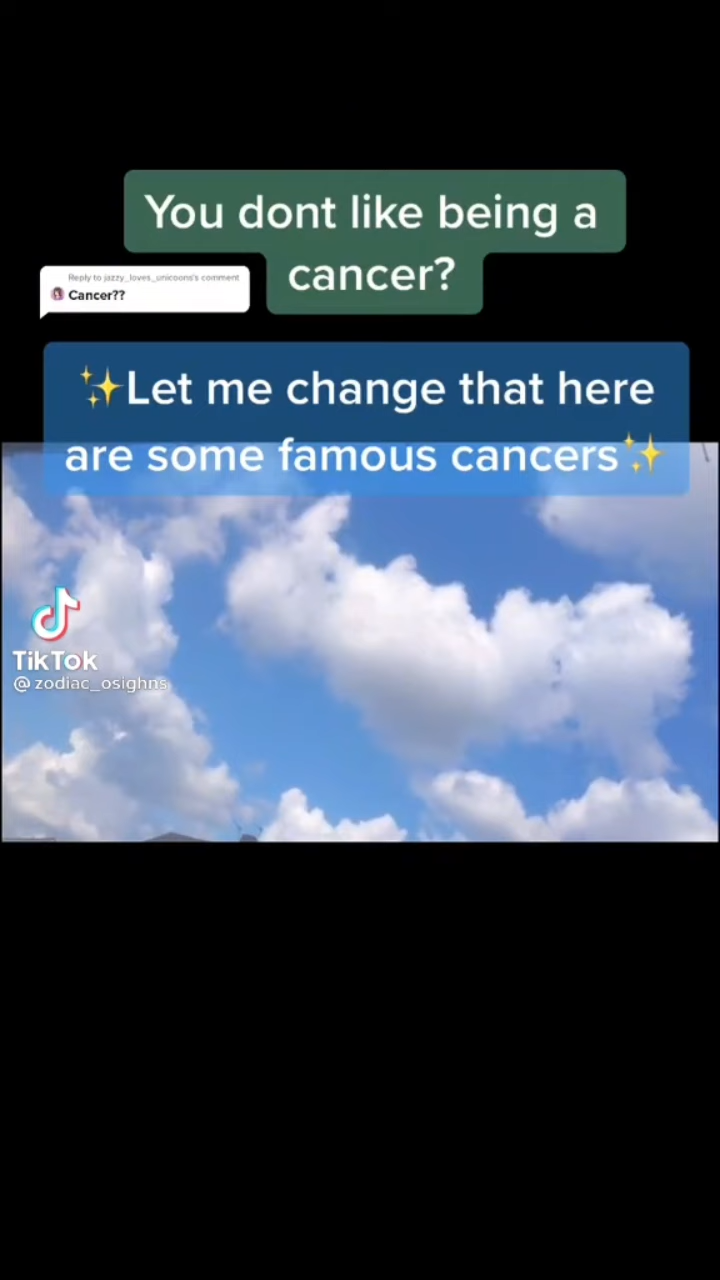 You dont like being a
cancer?
Reply to jazzy_loves_unicoons's comment
Cancer??
✨Let me change that here
are some famous cancers✨
TikTok
@zodiac_osighns